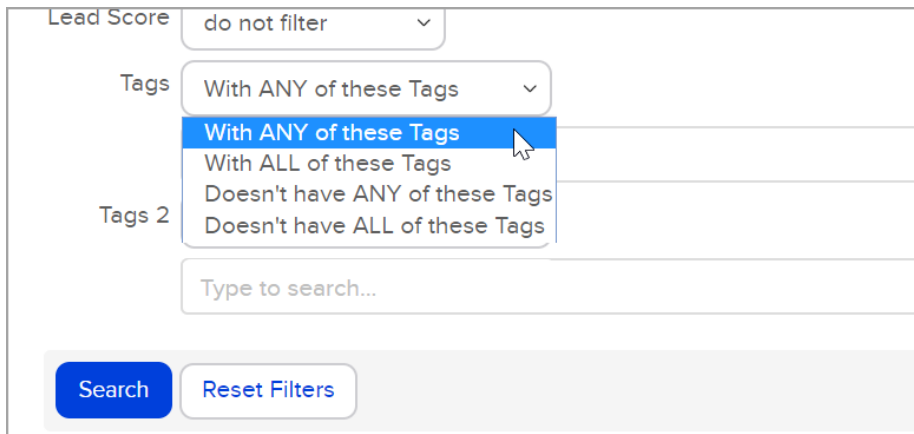 Lead Score do not filter
Tags With ANY of these Tags
With ANY of these Tags
With ALL of these Tags
Doesn't have ANY of these Tags
Tags 2
Doesn't have ALL of these Tags
Type to search...
Search Reset Filters